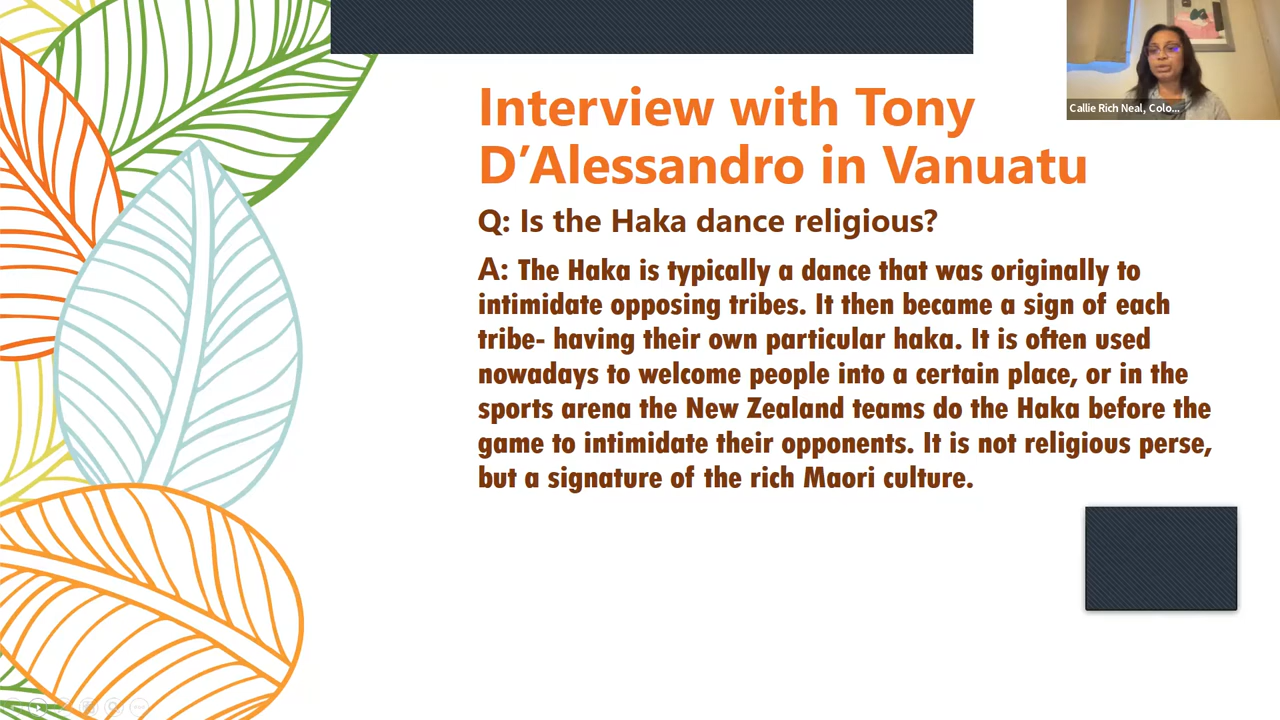 Interview with Tony
D’Alessandro in Vanuatu
Callie Rich Neal, Colo...
Q: Is the Haka dance religious?
A: The Haka is typically a dance that was originally to
intimidate opposing tribes. It then became a sign of each
tribe- having their own particular haka. It is often used
nowadays to welcome people into a certain place, or in the
sports arena the New Zealand teams do the Haka before the
game to intimidate their opponents. It is not religious perse,
but a signature of the rich Maori culture.